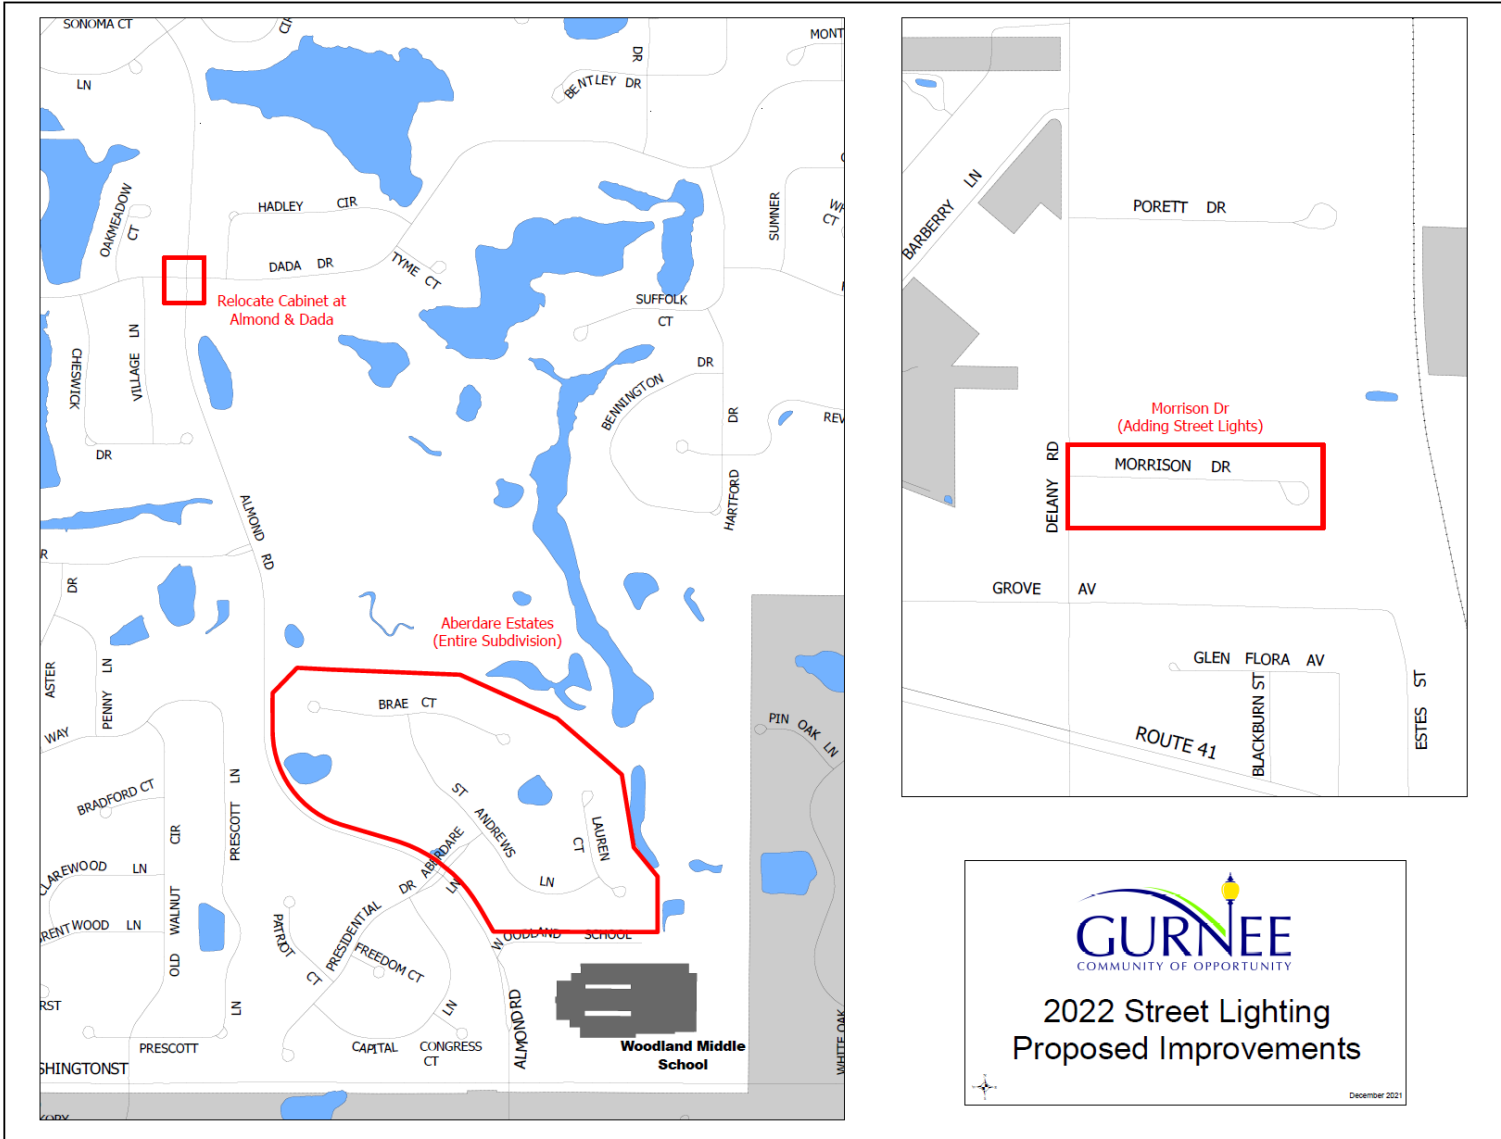 SONOMA CT
CIR
LN
DR
BENTLEY DR
MONT
OAKMEADOW CT
HADLEY CIR
DADA DR
TYME CT
SUMNER
CT
Relocate Cabinet at
Almond & Dada
SUFFOLK
CT
CHESWICK
VILLAGE LN
DR
BENNINGTON
DR
DR
HARTFORD
REV
ALMOND RD
R
DR
ASTER
PENNY LN
WAY
Aberdare Estates
(Entire Subdivision)
BRAE CT
ST ANDREWS
LN
LAUREN
CT
ABERDARE
LN
PIN OAK LN
BRADFORD CT
PRESCOTT LN
CLAREWOOD LN
OLD WALNUT CIR
RENTWOOD LN
PATRIOT
CT
PRESIDENTIAL DR
FREEDOM CT
WOODLAND SCHOOL
LN
LN
RST
PRESCOTT
CAPITAL
CONGRESS
CT
ALMOND RD
Woodland Middle
School
WHITE OAK
SHINGTONST
KORY
BARBERRY LN
PORETT DR
Morrison Dr
(Adding Street Lights)
DELANY RD
MORRISON DR
GROVE AV
GLEN FLORA AV
BLACKBURN ST
ESTES ST
ROUTE 41
GURNEE
COMMUNITY OF OPPORTUNITY
2022 Street Lighting
Proposed Improvements
December 2021